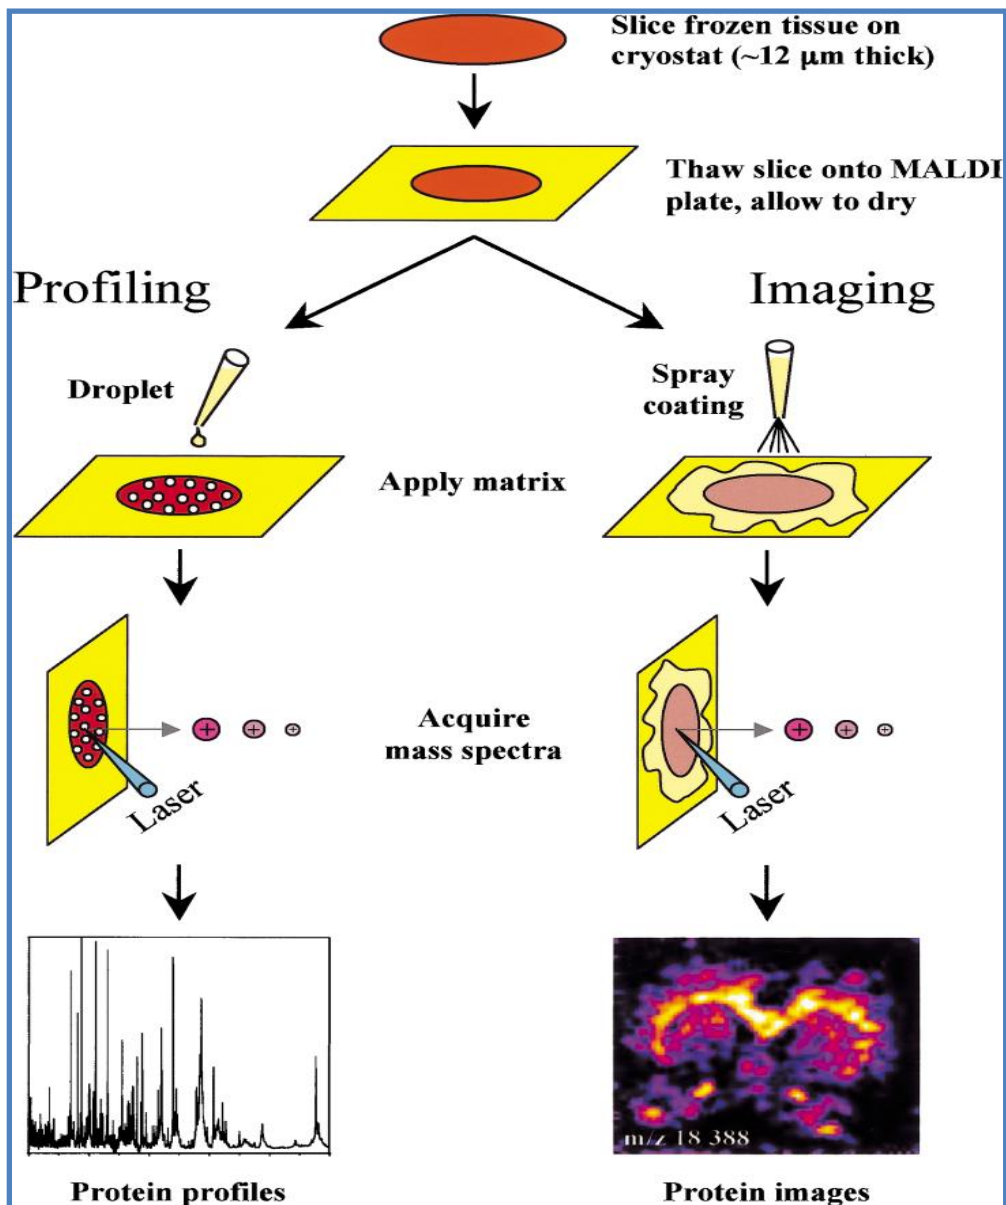 Slice frozen tissue on
cryostat (~12 μm thick)
Thaw slice onto MALDI
plate, allow to dry
Profiling
Imaging
Droplet
Spray
coating
Apply matrix
+ + +
Acquire
mass spectra
+ + +
Laser
Laser
m/z 18 388
Protein profiles
Protein images